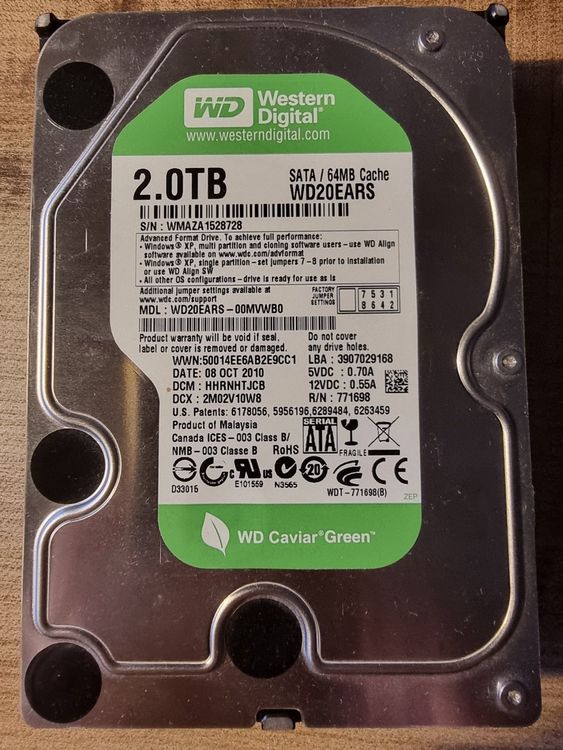 WD Western Digital®
www.westerndigital.com
2.0TB
SATA / 64MB Cache
WD20EARS
S/N : WMAZA1528728
Advanced Format Drive. To achieve full performance:
• Windows® XP, multi partition and cloning software users - use WD Align
software available on www.wdc.com/advformat
• Windows® XP, single partition - set jumpers 7 - 8 prior to installation
or use WD Align SW
• All other OS configurations - drive is ready for use as is
Additional jumper settings available at
www.wdc.com/support
FACTORY JUMPER SETTINGS
7 5 3 1
8 6 4 2
MDL : WD20EARS-00MVWB0
Product warranty will be void if seal,
label or cover is removed or damaged.
Do not cover
any drive holes.
WWN:50014EE6AB2E9CC1
LBA : 3907029168
DATE: 08 OCT 2010
5VDC : 0.70A
DCM : HHRNHTJCB
12VDC : 0.55A
DCX : 2M02V10W8
R/N : 771698
U.S. Patents: 6178056, 5956196,6289484, 6263459
Product of Malaysia
Canada ICES-003 Class B/
NMB-003 Classe B
RoHS
SERIAL ATA
FRAGILE
D33015
c RU US
E101559
N3565
20
CE
WDT-771698(B)
ZEP
WD Caviar® Green™